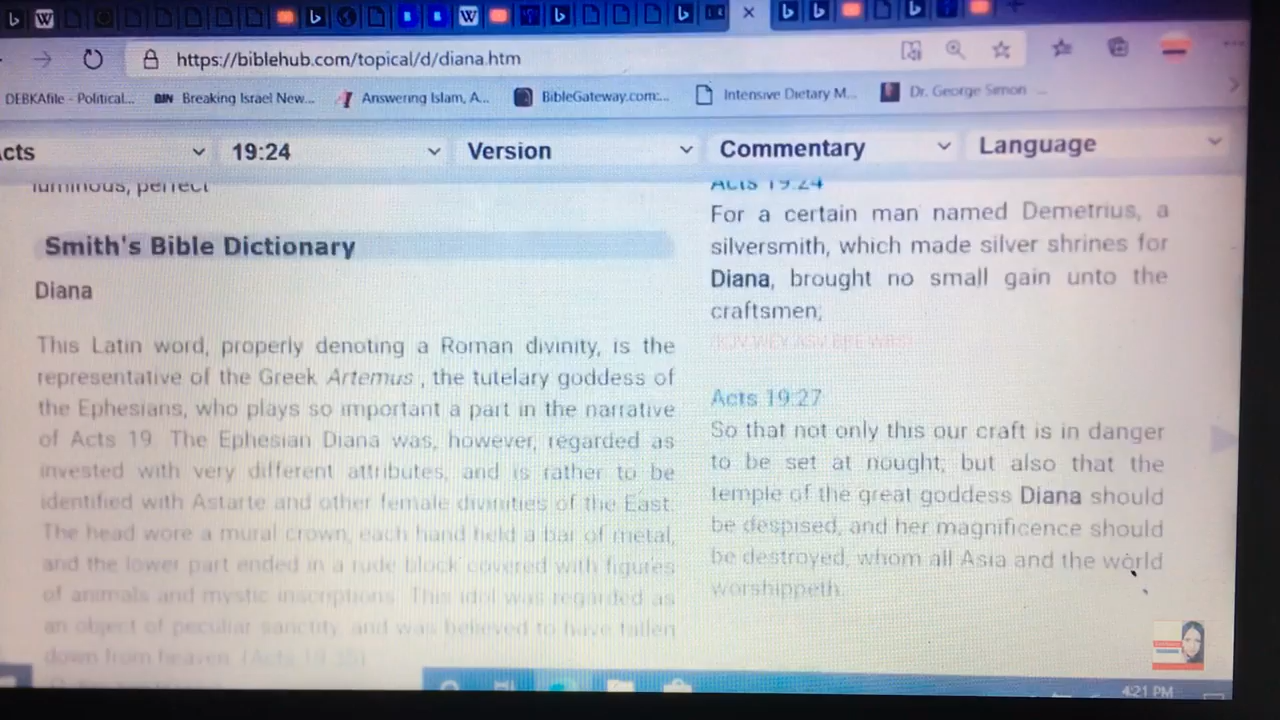 https://biblehub.com/topical/d/diana.htm
DEBKAfile - Political...
BIN Breaking Israel New...
Answering Islam, A...
BibleGateway.com:...
Intensive Dietary M...
Dr. George Simon ...
cts
19:24
Version
Commentary
Language
luminous, perfect
Smith's Bible Dictionary
Diana
This Latin word, properly denoting a Roman divinity, is the
representative of the Greek Artemus , the tutelary goddess of
the Ephesians, who plays so important a part in the narrative
of Acts 19. The Ephesian Diana was, however, regarded as
invested with very different attributes, and is rather to be
identified with Astarte and other female divinities of the East.
The head wore a mural crown, each hand held a bar of metal,
and the lower part ended in a rude block covered with figures
of animals and mystic inscriptions. This idol was regarded as
an object of peculiar sanctity, and was believed to have fallen
down from heaven. (Acts 19:35)
Acts 19:24
For a certain man named Demetrius, a
silversmith, which made silver shrines for
Diana, brought no small gain unto the
craftsmen;
Acts 19:27
So that not only this our craft is in danger
to be set at nought; but also that the
temple of the great goddess Diana should
be despised, and her magnificence should
be destroyed, whom all Asia and the world
worshippeth.
4:21 PM